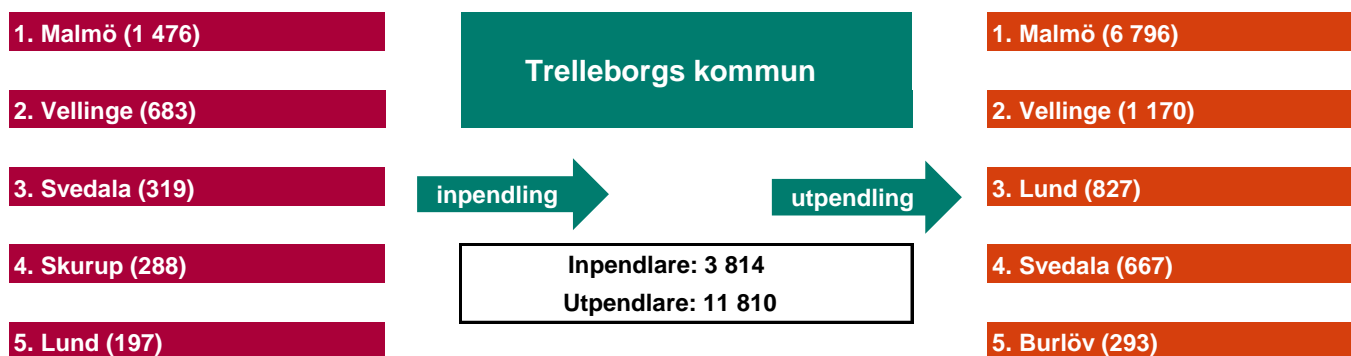 1. Malmö (1 476)
2. Vellinge (683)
3. Svedala (319)
4. Skurup (288)
5. Lund (197)
Trelleborgs kommun
inpendling
utpendling
Inpendlare: 3 814
Utpendlare: 11 810
1. Malmö (6 796)
2. Vellinge (1 170)
3. Lund (827)
4. Svedala (667)
5. Burlöv (293)